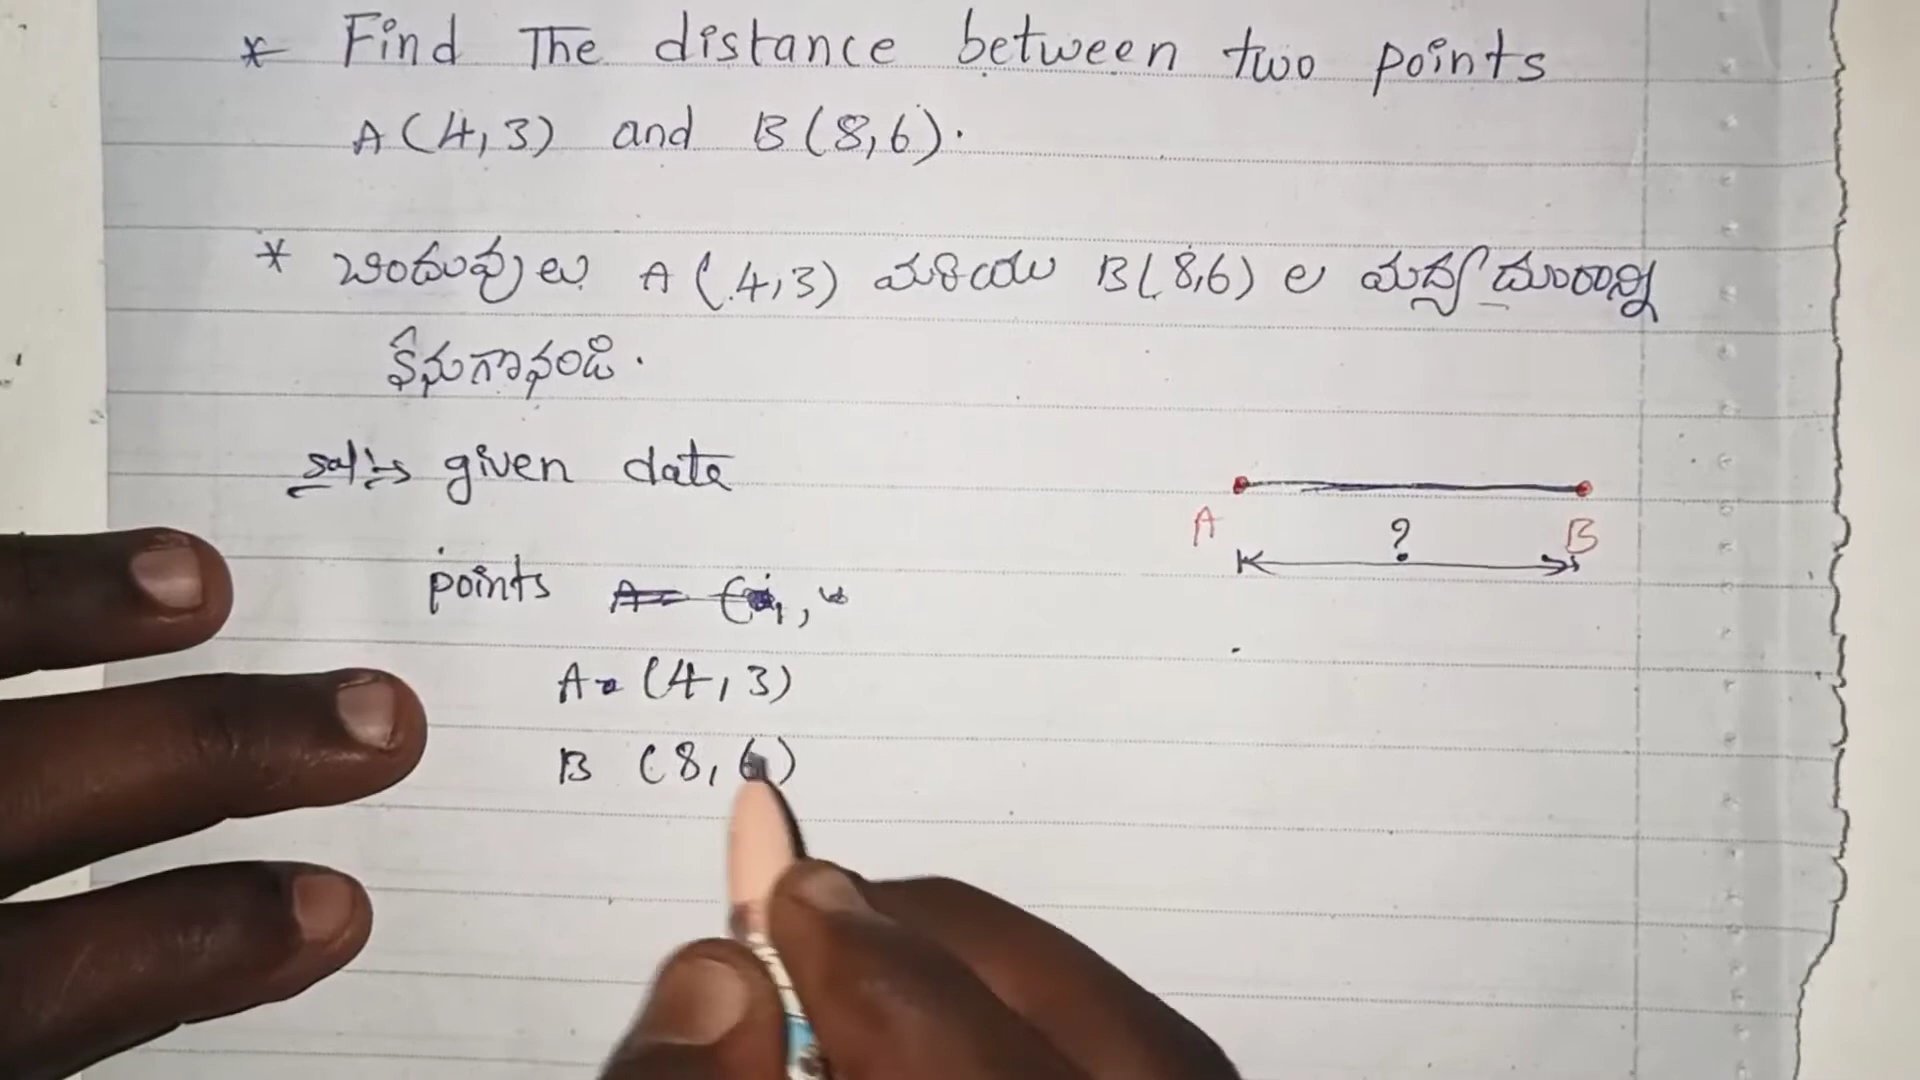 * Find The distance between two points
A(4,3) and B(8,6).
* బిందువులు A(4,3) మరియు B(8,6) ల మధ్య దూరాన్ని
కనుగొనండి.
Sol:- given data
A ? B
points
A = (4,3)
B (8,6)